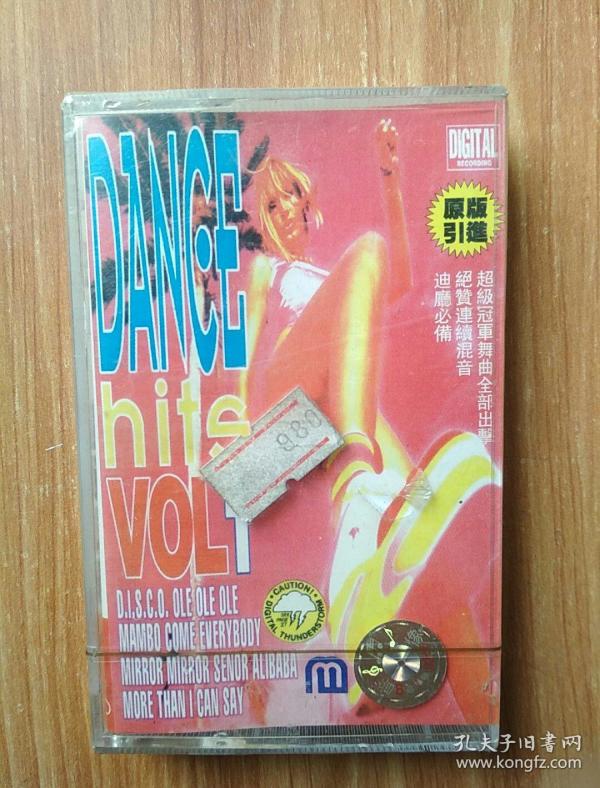 DANCE
hits
VOL 1
DIGITAL
RECORDING
原版
引進
超級冠軍舞曲全部出擊
絕贊連續混音
迪廳必備
980
D.I.S.C.O. OLE OLE OLE
MAMBO COME EVERYBODY
MIRROR MIRROR SENOR ALIBABA
MORE THAN I CAN SAY
CAUTION!
DIGITAL THUNDERSTORM
m
孔夫子旧書网
www.kongfz.com